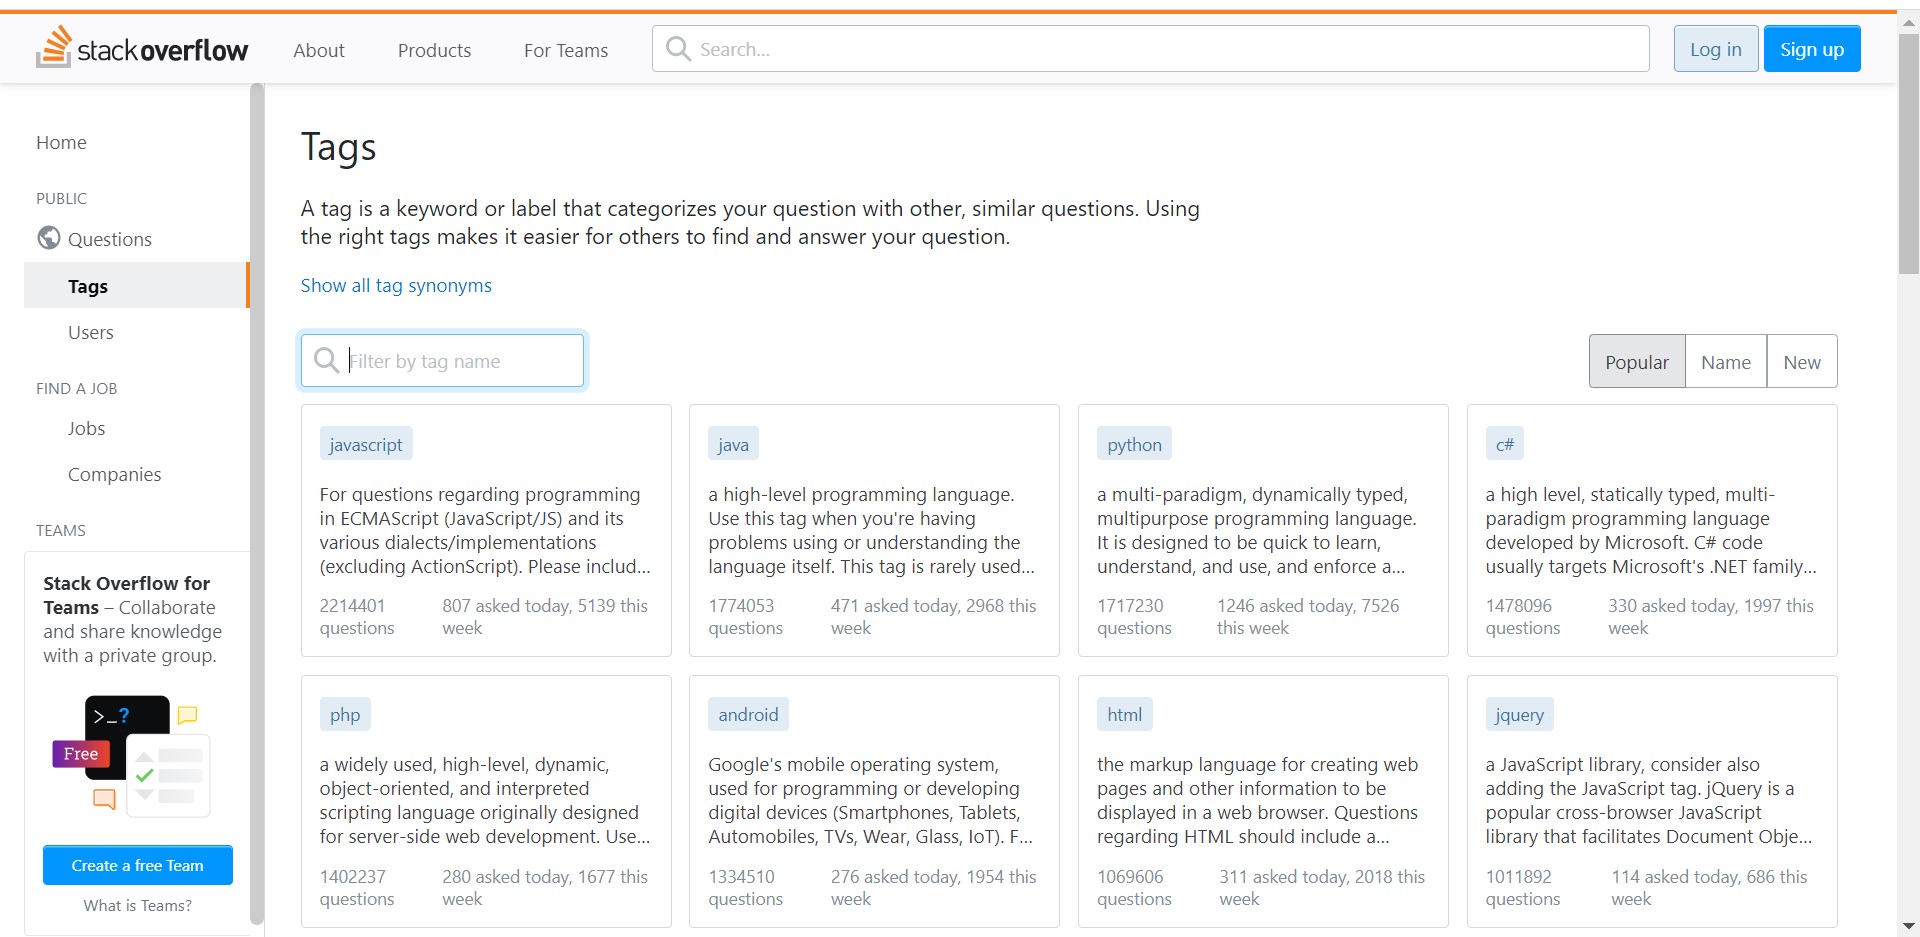 stack overflow
About
Products
For Teams
Search...
Log in
Sign up
Home
PUBLIC
Questions
Tags
Users
FIND A JOB
Jobs
Companies
TEAMS
Stack Overflow for
Teams – Collaborate
and share knowledge
with a private group.
>_?
Free
Create a free Team
What is Teams?
Tags
A tag is a keyword or label that categorizes your question with other, similar questions. Using
the right tags makes it easier for others to find and answer your question.
Show all tag synonyms
Filter by tag name
Popular
Name
New
javascript
For questions regarding programming
in ECMAScript (JavaScript/JS) and its
various dialects/implementations
(excluding ActionScript). Please includ...
2214401
questions
807 asked today, 5139 this
week
java
a high-level programming language.
Use this tag when you're having
problems using or understanding the
language itself. This tag is rarely used...
1774053
questions
471 asked today, 2968 this
week
python
a multi-paradigm, dynamically typed,
multipurpose programming language.
It is designed to be quick to learn,
understand, and use, and enforce a...
1717230
questions
1246 asked today, 7526
this week
c#
a high level, statically typed, multi-
paradigm programming language
developed by Microsoft. C# code
usually targets Microsoft's .NET family...
1478096
questions
330 asked today, 1997 this
week
php
a widely used, high-level, dynamic,
object-oriented, and interpreted
scripting language originally designed
for server-side web development. Use...
1402237
questions
280 asked today, 1677 this
week
android
Google's mobile operating system,
used for programming or developing
digital devices (Smartphones, Tablets,
Automobiles, TVs, Wear, Glass, IoT). F...
1334510
questions
276 asked today, 1954 this
week
html
the markup language for creating web
pages and other information to be
displayed in a web browser. Questions
regarding HTML should include a...
1069606
questions
311 asked today, 2018 this
week
jquery
a JavaScript library, consider also
adding the JavaScript tag. jQuery is a
popular cross-browser JavaScript
library that facilitates Document Obje...
1011892
questions
114 asked today, 686 this
week